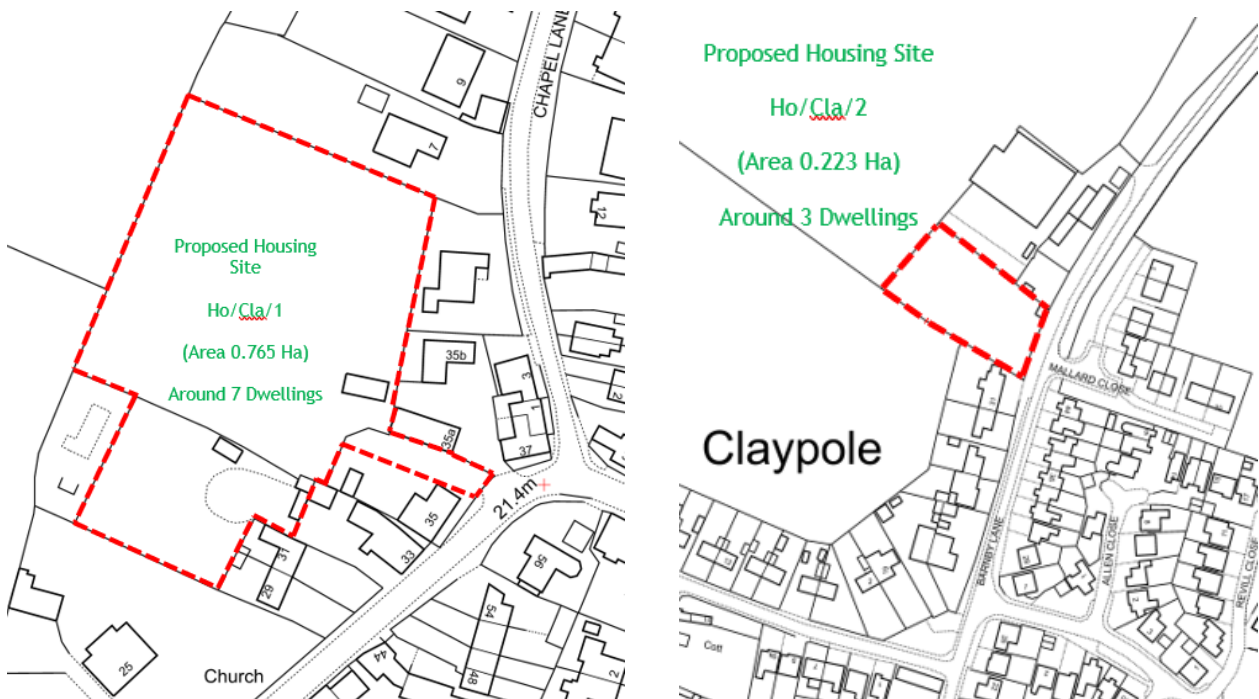 9
CHAPEL LANE
7
12
Proposed Housing
Site
Ho/Cla/1
(Area 0.765 Ha)
Around 7 Dwellings
35b
3
1
35a
37
21.4m
35
33
31
29
56
54
48
44
2
25
Church
Proposed Housing Site
Ho/Cla/2
(Area 0.223 Ha)
Around 3 Dwellings
MALLARD CLOSE
Claypole
BARNBY LANE
ALLEN CLOSE
REVILL CLOSE
Cott